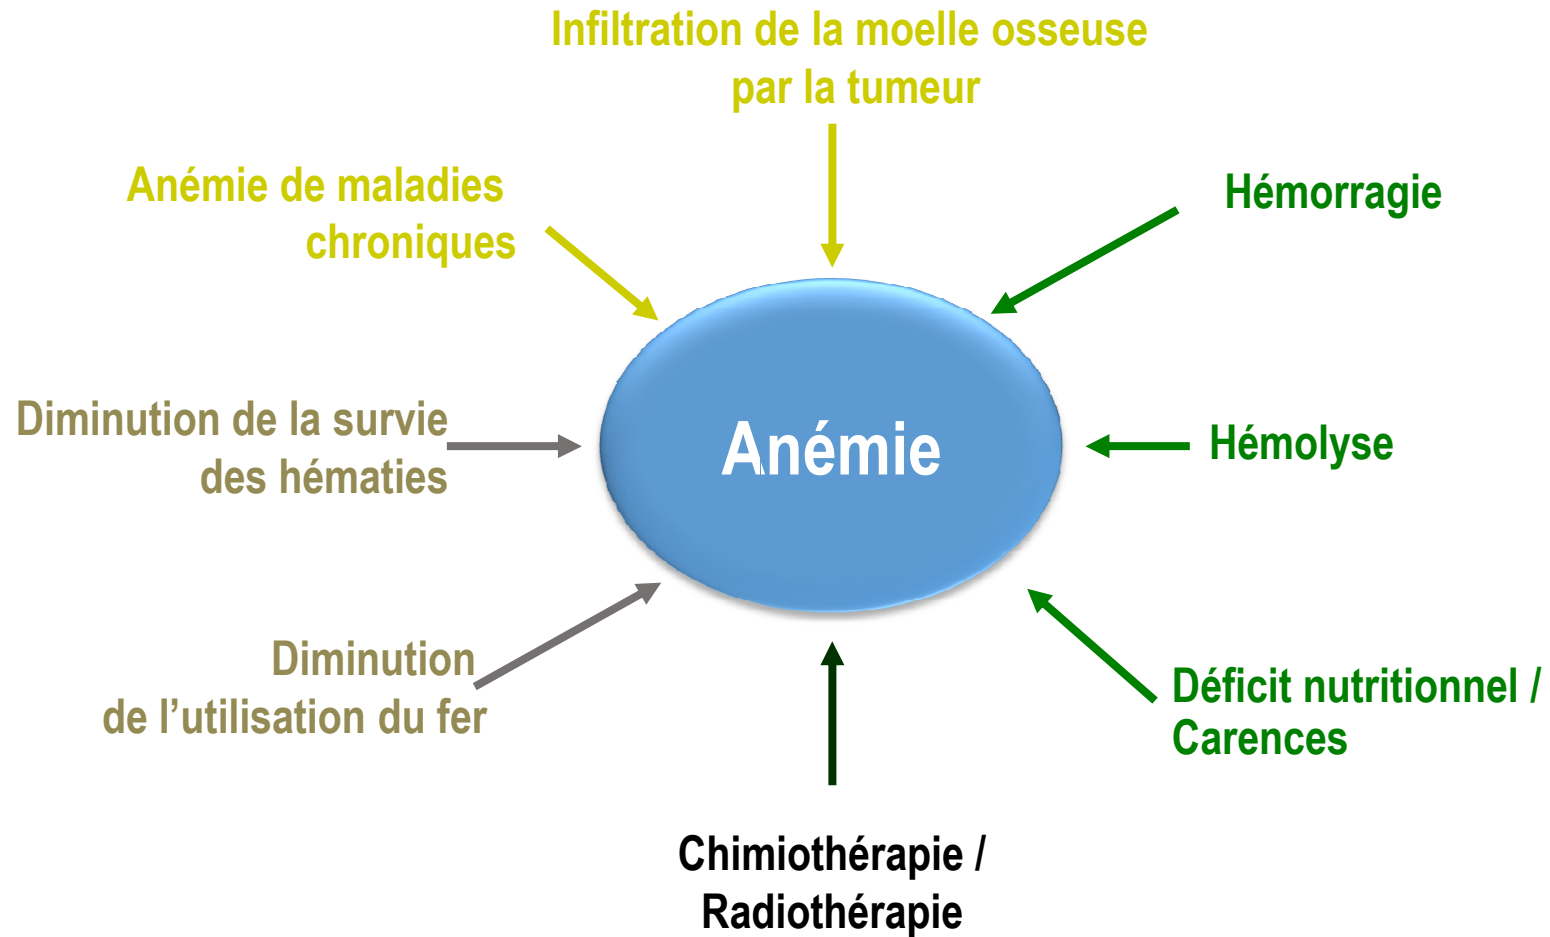 Infiltration de la moelle osseuse
par la tumeur
Anémie de maladies
chroniques
Hémorragie
Diminution de la survie
des hématies
Anémie
Hémolyse
Diminution
de l’utilisation du fer
Déficit nutritionnel /
Carences
Chimiothérapie /
Radiothérapie